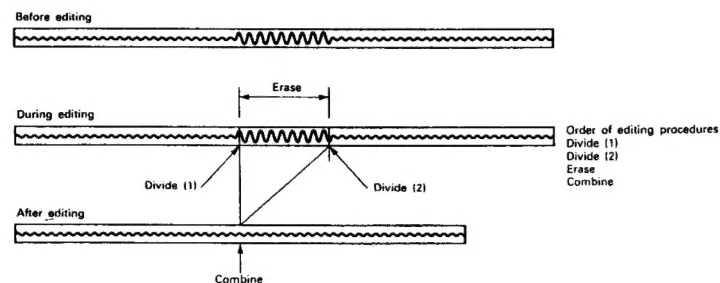 Before editing
Erase
During editing
Order of editing procedures
Divide (1)
Divide (2)
Erase
Combine
Divide (1)
Divide (2)
After editing
Combine